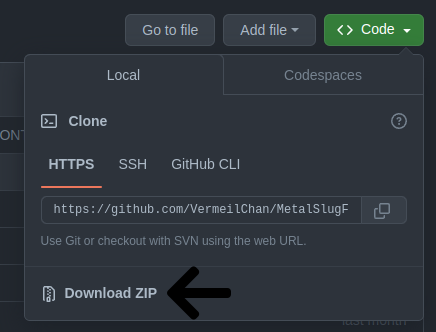 Go to file Add file Code
Local Codespaces
Clone
HTTPS SSH GitHub CLI
https://github.com/VermeilChan/MetalSlugF
Use Git or checkout with SVN using the web URL.
Download ZIP
last month